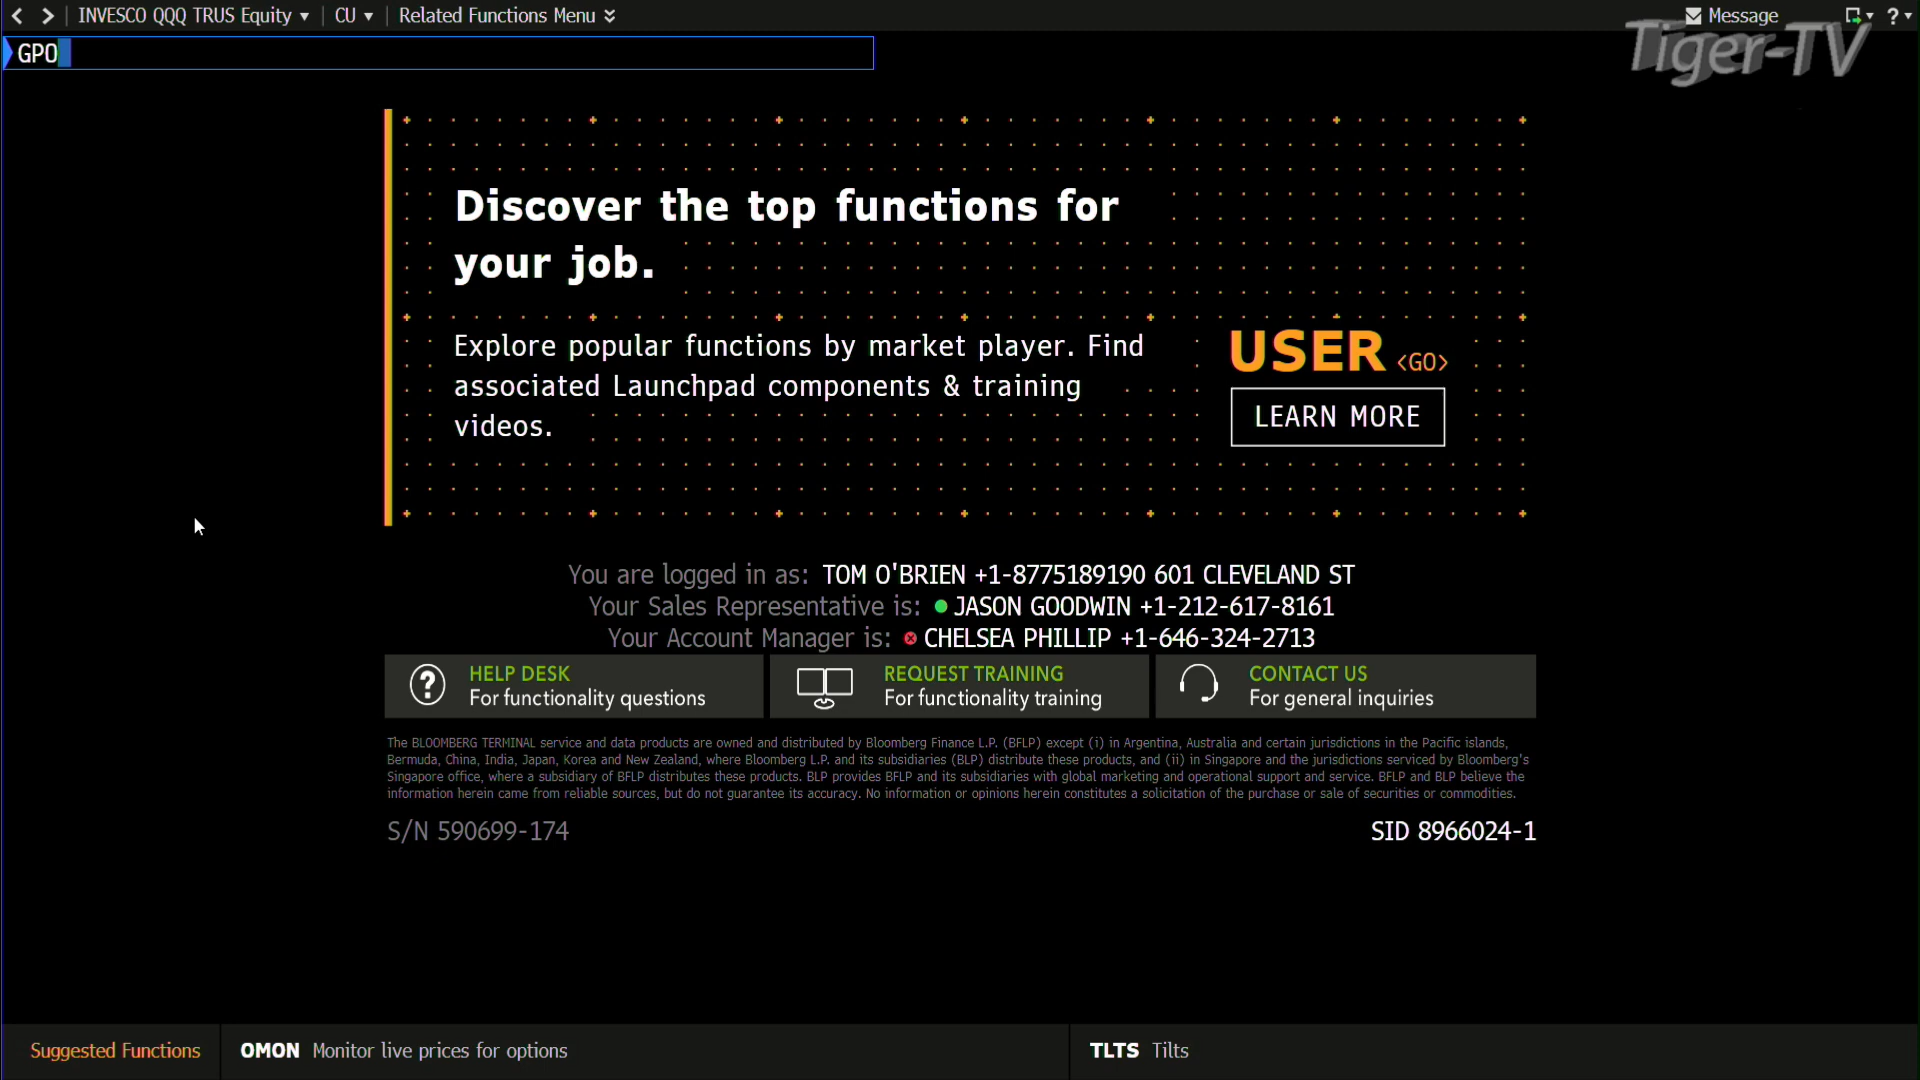 INVESCO QQQ TRUS Equity CU Related Functions Menu Message ?
GPO
Tiger-TV
Discover the top functions for
your job.
Explore popular functions by market player. Find
associated Launchpad components & training
videos.
USER <GO>
LEARN MORE
You are logged in as: TOM O'BRIEN +1-8775189190 601 CLEVELAND ST
Your Sales Representative is: JASON GOODWIN +1-212-617-8161
Your Account Manager is: CHELSEA PHILLIP +1-646-324-2713
HELP DESK
For functionality questions
REQUEST TRAINING
For functionality training
CONTACT US
For general inquiries
The BLOOMBERG TERMINAL service and data products are owned and distributed by Bloomberg Finance L.P. (BFLP) except (i) in Argentina, Australia and certain jurisdictions in the Pacific islands,
Bermuda, China, India, Japan, Korea and New Zealand, where Bloomberg L.P. and its subsidiaries (BLP) distribute these products, and (ii) in Singapore and the jurisdictions serviced by Bloomberg's
Singapore office, where a subsidiary of BFLP distributes these products. BLP provides BFLP and its subsidiaries with global marketing and operational support and service. BFLP and BLP believe the
information herein came from reliable sources, but do not guarantee its accuracy. No information or opinions herein constitutes a solicitation of the purchase or sale of securities or commodities.
S/N 590699-174
SID 8966024-1
Suggested Functions OMON Monitor live prices for options TLTS Tilts